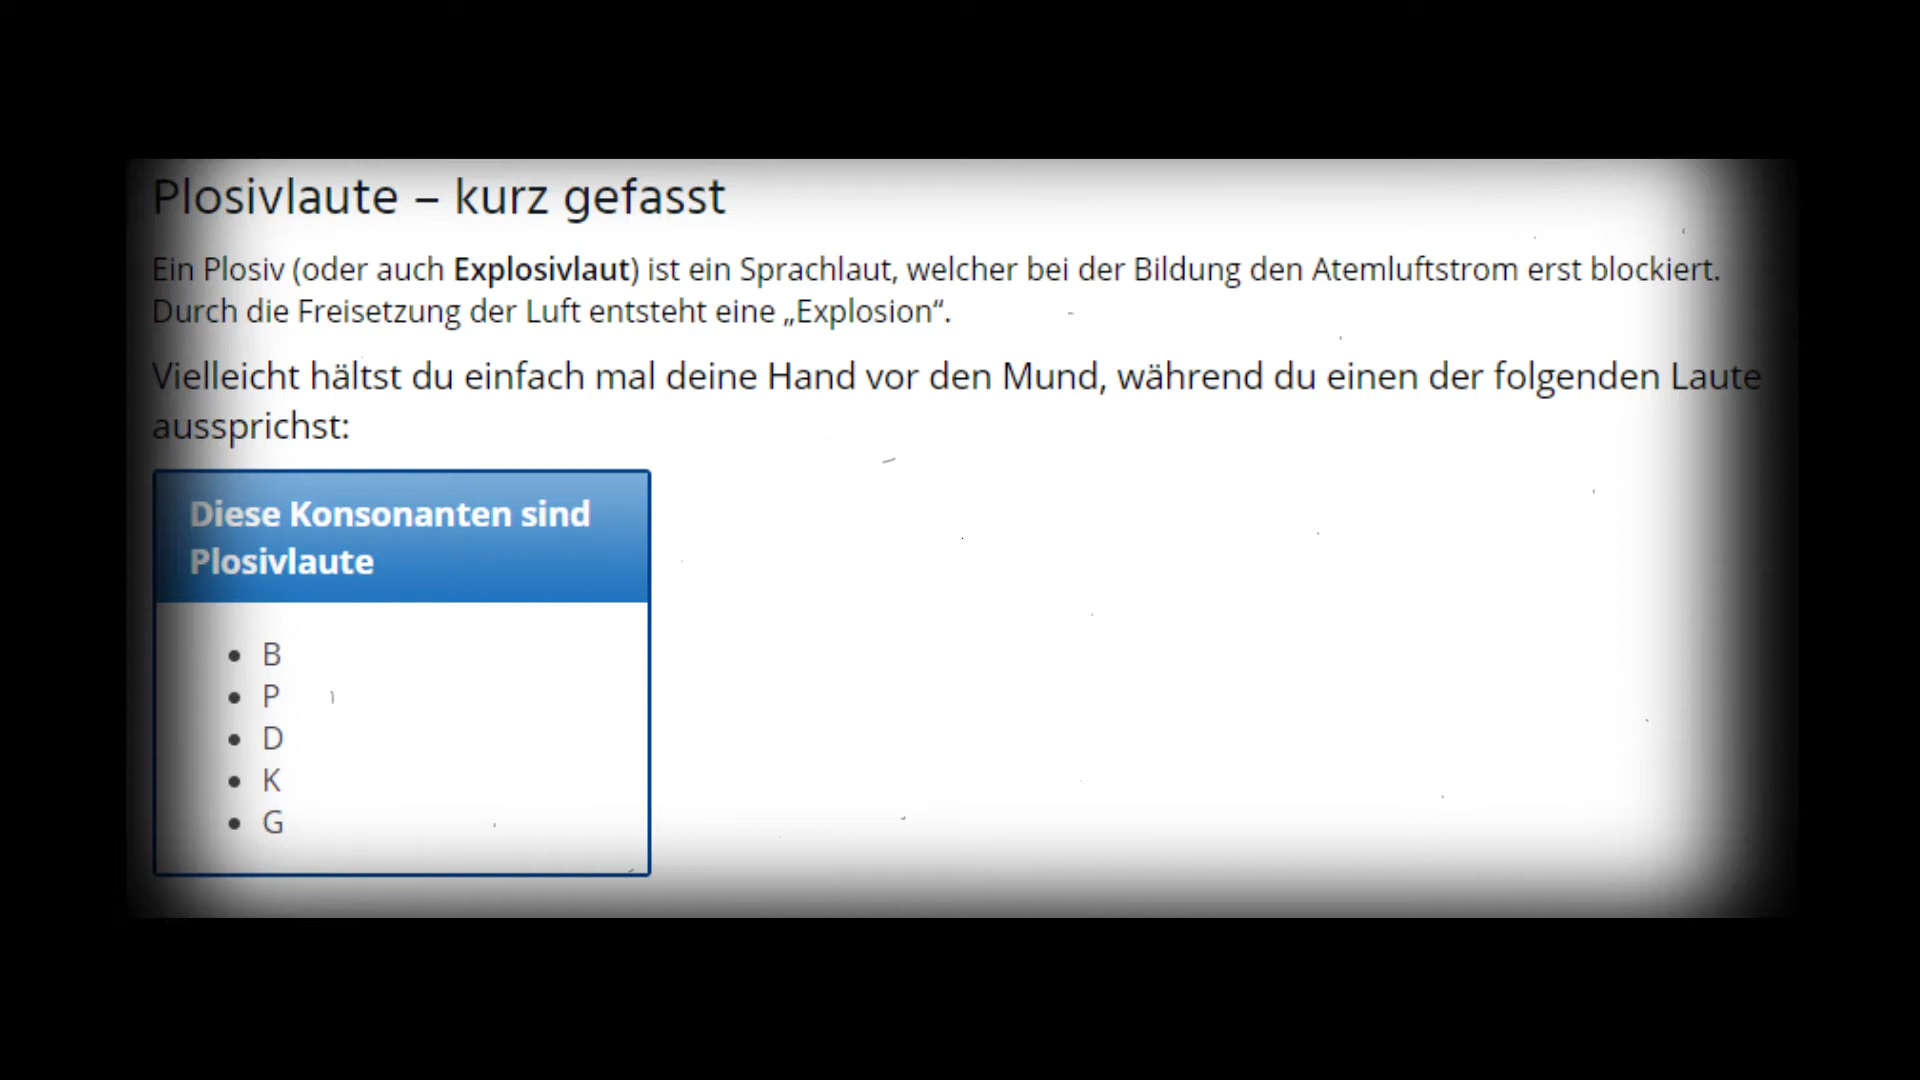 Plosivlaute – kurz gefasst
Ein Plosiv (oder auch Explosivlaut) ist ein Sprachlaut, welcher bei der Bildung den Atemluftstrom erst blockiert.
Durch die Freisetzung der Luft entsteht eine „Explosion“.
Vielleicht hältst du einfach mal deine Hand vor den Mund, während du einen der folgenden Laute
aussprichst:
Diese Konsonanten sind
Plosivlaute
• B
• P
• D
• K
• G